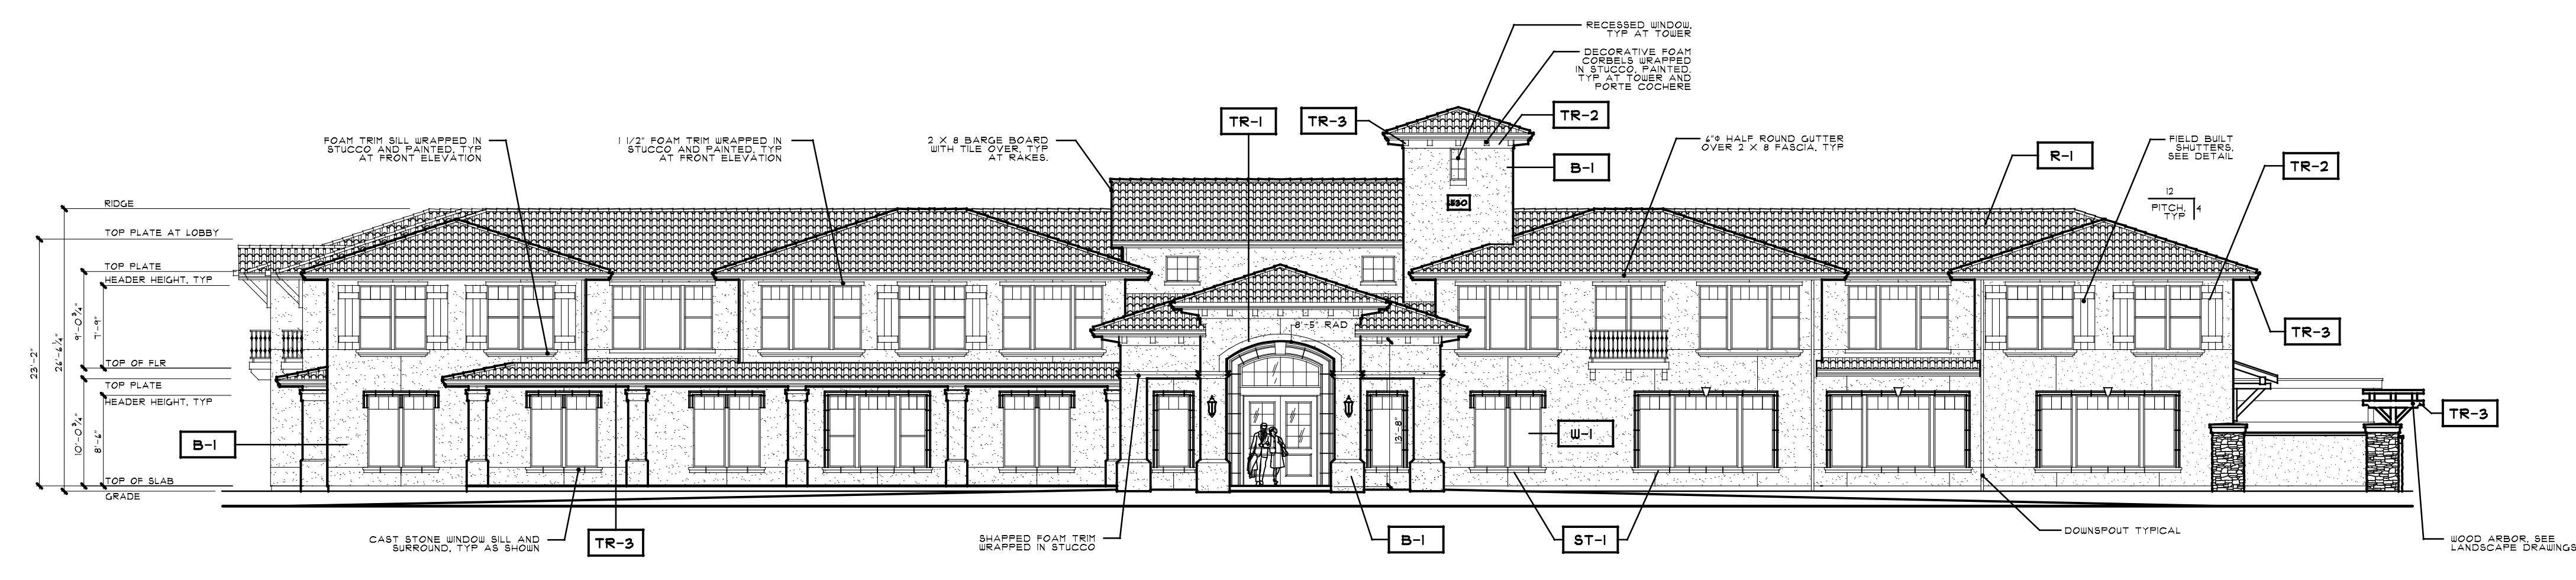 RECESSED WINDOW,
TYP AT TOWER
DECORATIVE FOAM
CORBELS WRAPPED
IN STUCCO, PAINTED,
TYP AT TOWER AND
PORTE COCHERE
TR-1
TR-3
TR-2
FOAM TRIM SILL WRAPPED IN
STUCCO AND PAINTED, TYP
AT FRONT ELEVATION
1 1/2" FOAM TRIM WRAPPED IN
STUCCO AND PAINTED, TYP
AT FRONT ELEVATION
2 X 8 BARGE BOARD
WITH TILE OVER, TYP
AT RAKES.
B-1
6"¢ HALF ROUND GUTTER
OVER 2 X 8 FASCIA, TYP
R-1
FIELD BUILT
SHUTTERS,
SEE DETAIL
TR-2
12
PITCH,
TYP
4
RIDGE
TOP PLATE AT LOBBY
TOP PLATE
HEADER HEIGHT, TYP
TOP OF FLR
TOP PLATE
HEADER HEIGHT, TYP
TOP OF SLAB
GRADE
23'-2"
26'-6 1/4"
9'-0 3/4"
7'-9"
10'-0 3/4"
8'-6"
8'-5" RAD
13'-8"
TR-3
TR-3
B-1
W-1
CAST STONE WINDOW SILL AND
SURROUND, TYP AS SHOWN
TR-3
SHAPPED FOAM TRIM
WRAPPED IN STUCCO
B-1
ST-1
DOWNSPOUT TYPICAL
WOOD ARBOR, SEE
LANDSCAPE DRAWINGS